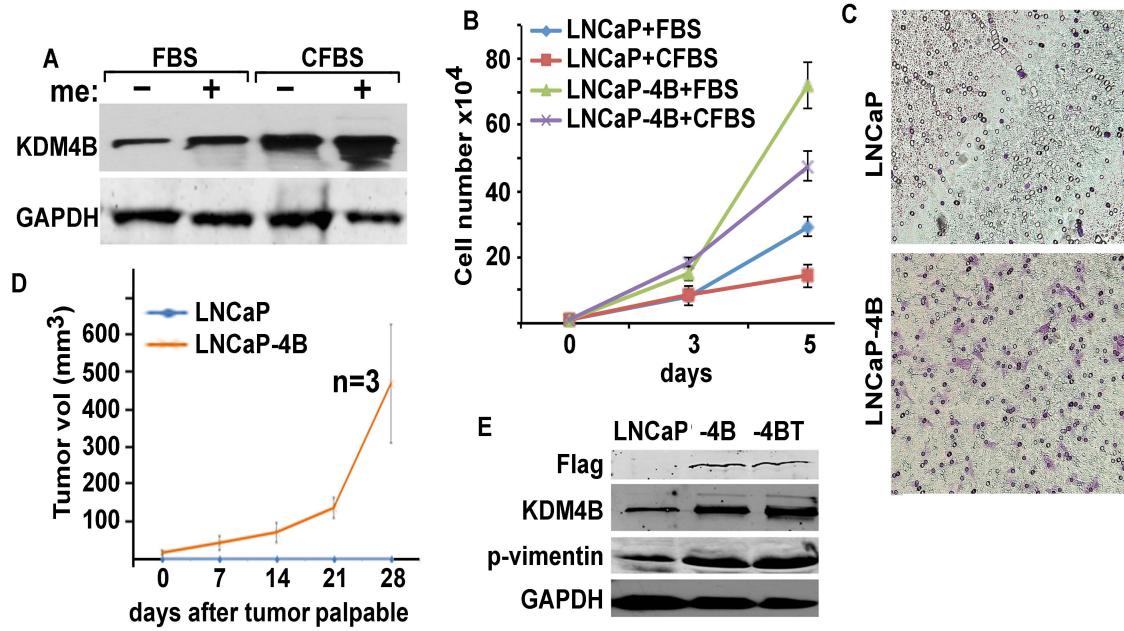 A
FBS CFBS
me: − + − +
KDM4B
GAPDH
B
LNCaP+FBS
LNCaP+CFBS
LNCaP-4B+FBS
LNCaP-4B+CFBS
Cell number x10⁴
80
60
40
20
0 3 5
days
C
LNCaP
LNCaP-4B
D
LNCaP
LNCaP-4B
n=3
Tumor vol (mm³)
600
500
400
300
200
100
0 7 14 21 28
days after tumor palpable
E
LNCaP -4B -4BT
Flag
KDM4B
p-vimentin
GAPDH